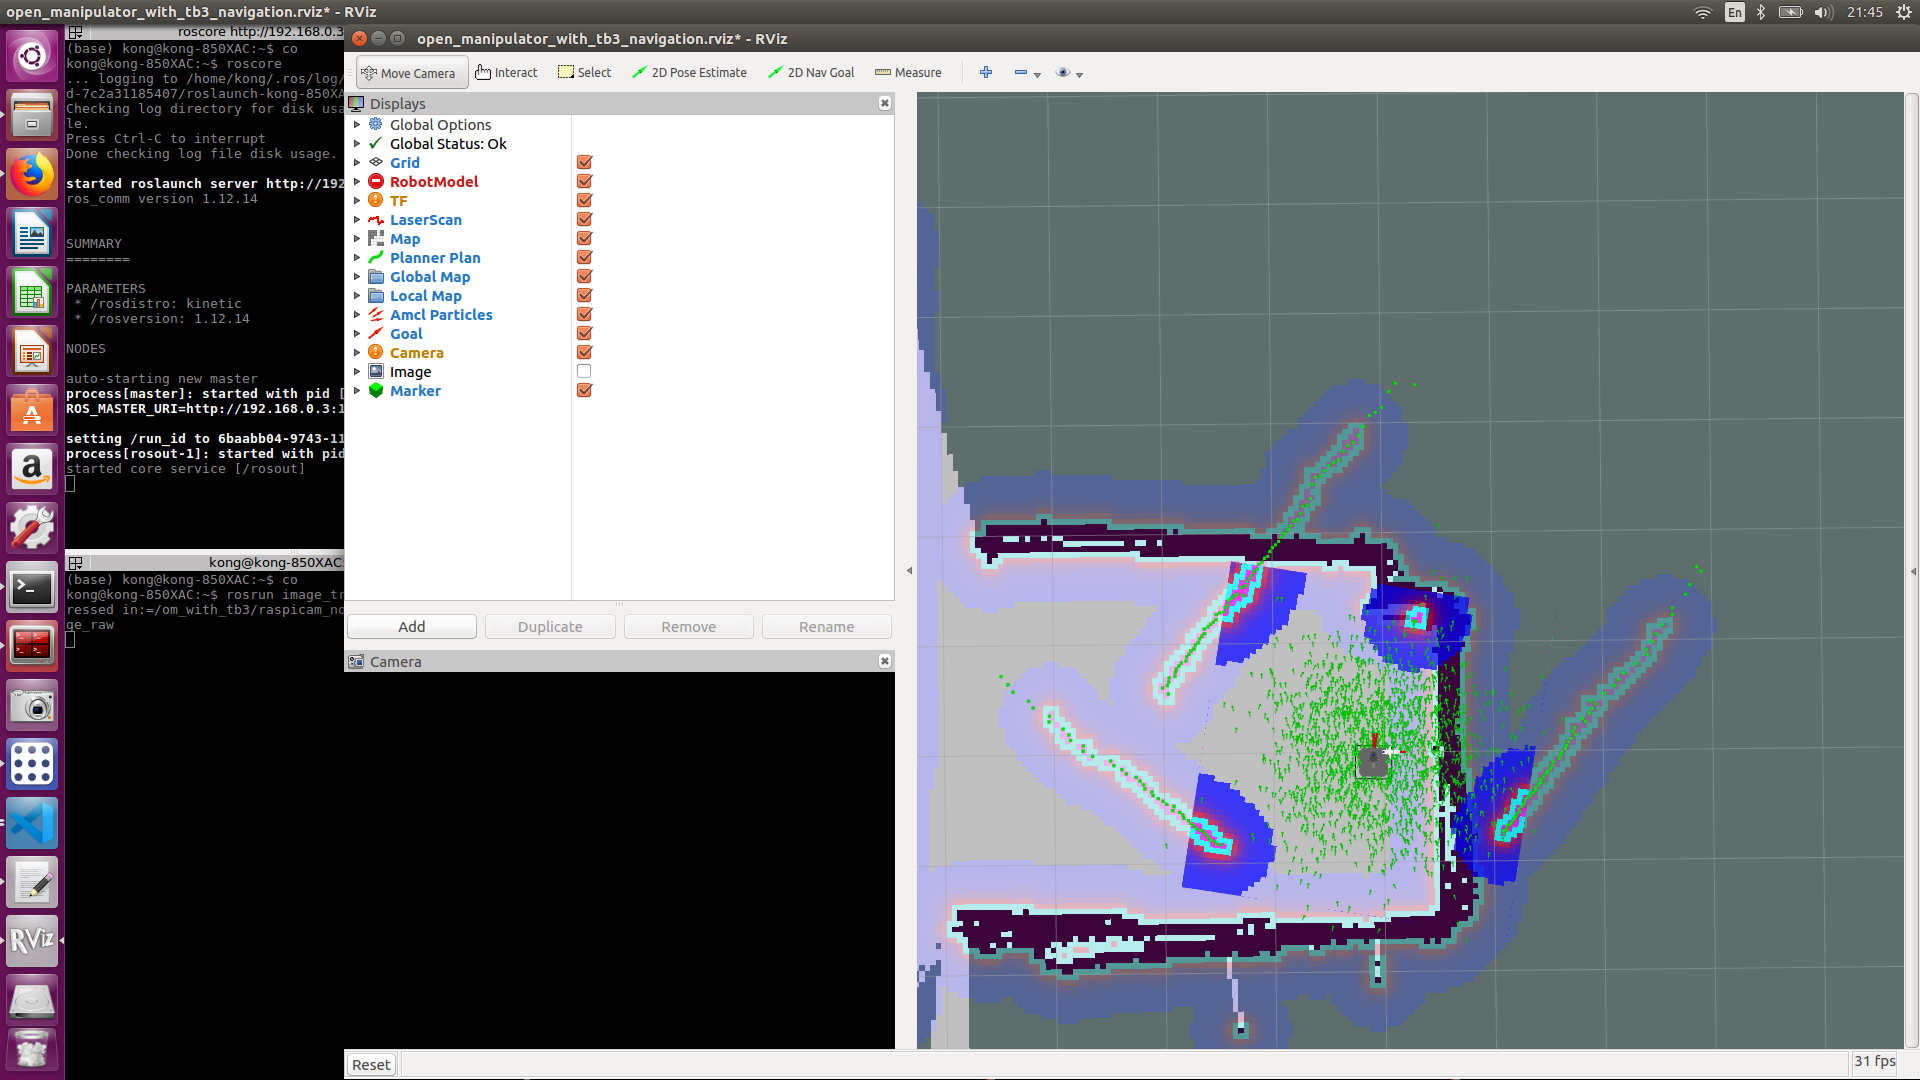 open_manipulator_with_tb3_navigation.rviz* - RViz
En
21:45
roscore http://192.168.0.3
(base) kong@kong-850XAC:~$ co
kong@kong-850XAC:~$ roscore
... logging to /home/kong/.ros/log/
d-7c2a31185407/roslaunch-kong-850XA
Checking log directory for disk usa
le.
Press Ctrl-C to interrupt
Done checking log file disk usage.
started roslaunch server http://192
ros_comm version 1.12.14
SUMMARY
========
PARAMETERS
* /rosdistro: kinetic
* /rosversion: 1.12.14
NODES
auto-starting new master
process[master]: started with pid [
ROS_MASTER_URI=http://192.168.0.3:1
setting /run_id to 6baabb04-9743-11
process[rosout-1]: started with pid
started core service [/rosout]
kong@kong-850XAC:
(base) kong@kong-850XAC:~$ co
kong@kong-850XAC:~$ rosrun image_tr
ressed in:=/om_with_tb3/raspicam_no
ge_raw
open_manipulator_with_tb3_navigation.rviz* - RViz
Move Camera
Interact
Select
2D Pose Estimate
2D Nav Goal
Measure
Displays
Global Options
Global Status: Ok
Grid
RobotModel
TF
LaserScan
Map
Planner Plan
Global Map
Local Map
Amcl Particles
Goal
Camera
Image
Marker
Add
Duplicate
Remove
Rename
Camera
RViz
Reset
31 fps